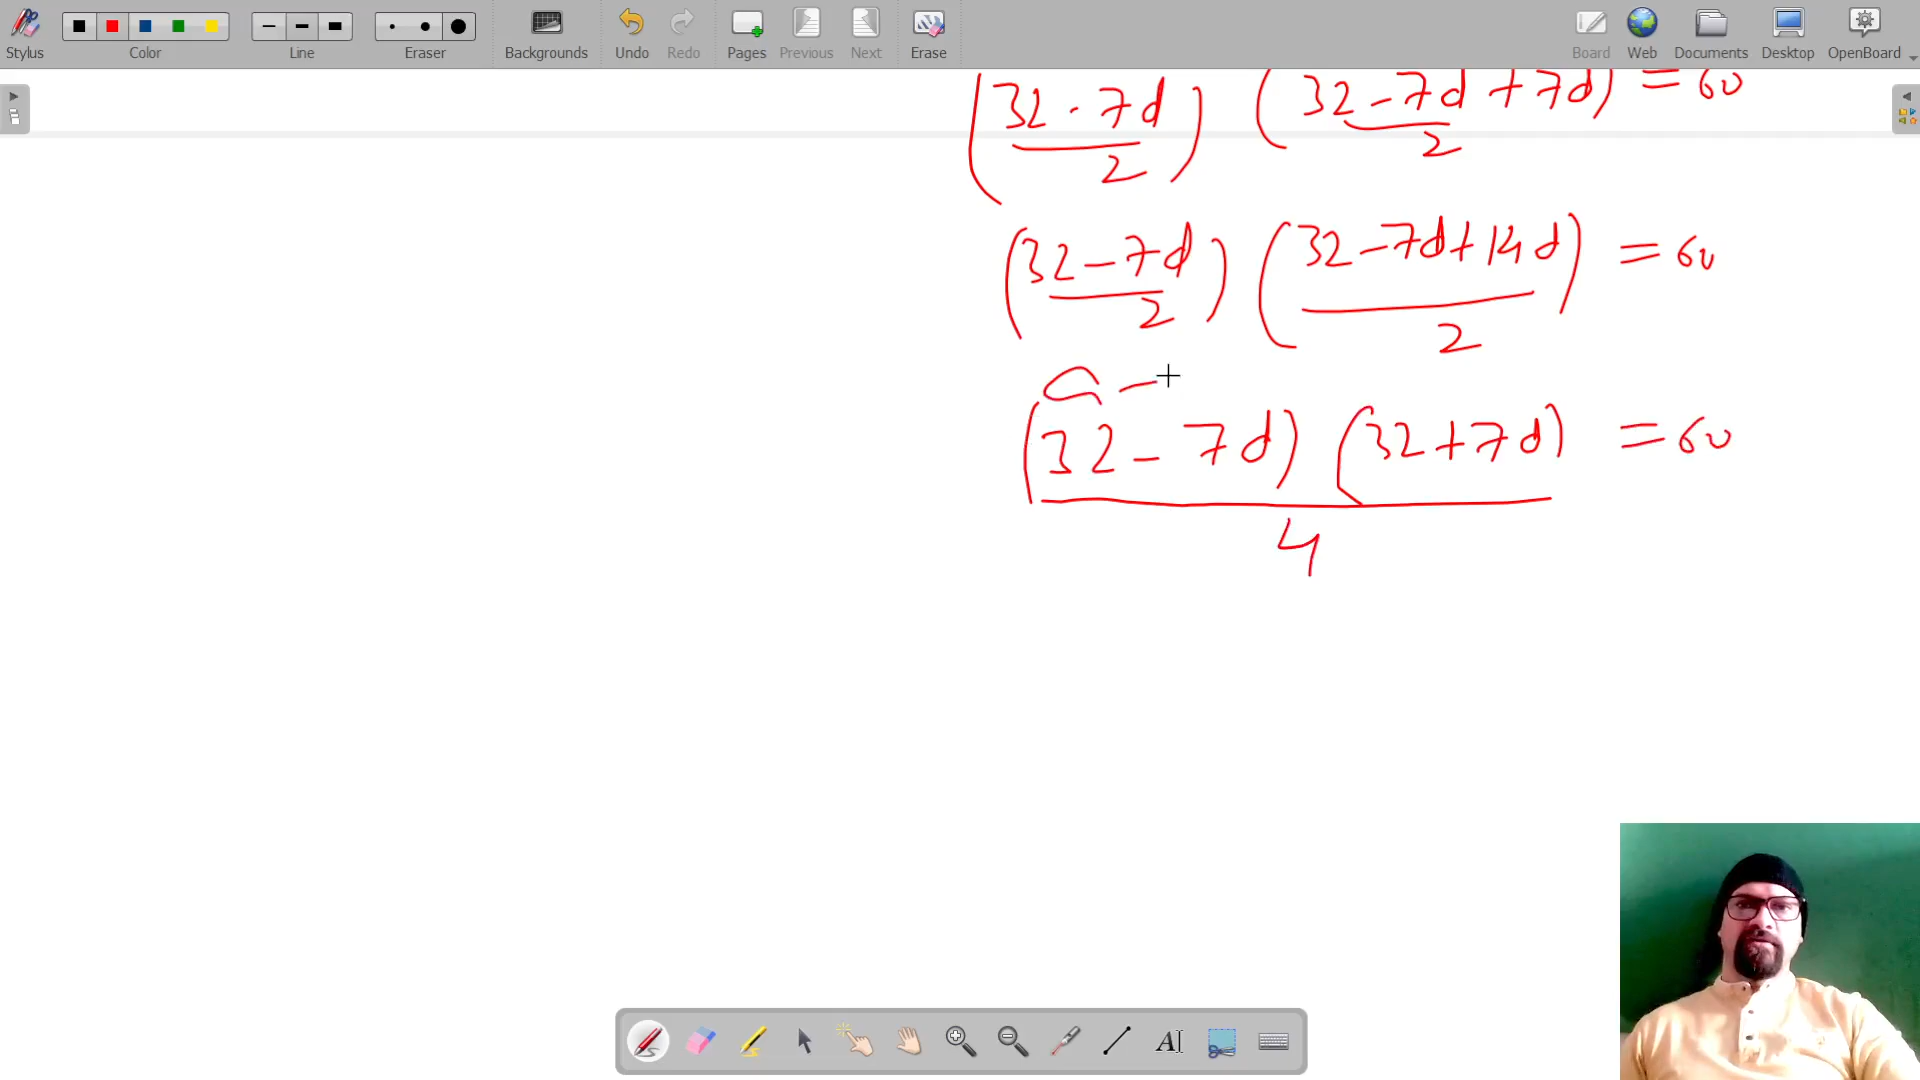 Stylus Color Line Eraser Backgrounds Undo Redo Pages Previous Next Erase Board Web Documents Desktop OpenBoard
(32 - 7d / 2) (32 - 7d / 2 + 7d) = 60
(32 - 7d / 2) (32 - 7d + 14d / 2) = 60
a -
(32 - 7d) (32 + 7d) / 4 = 60